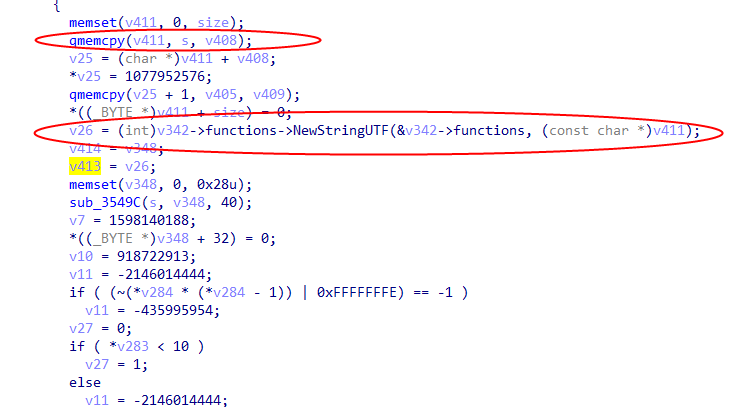 {
memset(v411, 0, size);
qmemcpy(v411, s, v408);
v25 = (char *)v411 + v408;
*v25 = 1077952576;
qmemcpy(v25 + 1, v405, v409);
*((_BYTE *)v411 + size) = 0;
v26 = (int)v342->functions->NewStringUTF(&v342->functions, (const char *)v411);
v414 = v348;
v413 = v26;
memset(v348, 0, 0x28u);
sub_3549C(s, v348, 40);
v7 = 1598140188;
*((_BYTE *)v348 + 32) = 0;
v10 = 918722913;
v11 = -2146014444;
if ( (~(*v284 * (*v284 - 1)) | 0xFFFFFFFE) == -1 )
v11 = -435995954;
v27 = 0;
if ( *v283 < 10 )
v27 = 1;
else
v11 = -2146014444;